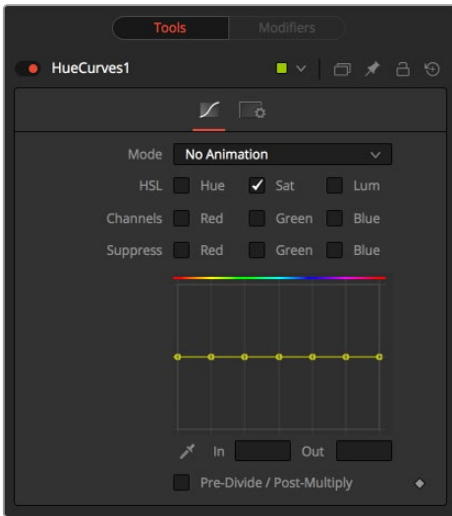 Tools Modifiers
HueCurves1
Mode No Animation
HSL Hue Sat Lum
Channels Red Green Blue
Suppress Red Green Blue
In Out
Pre-Divide / Post-Multiply